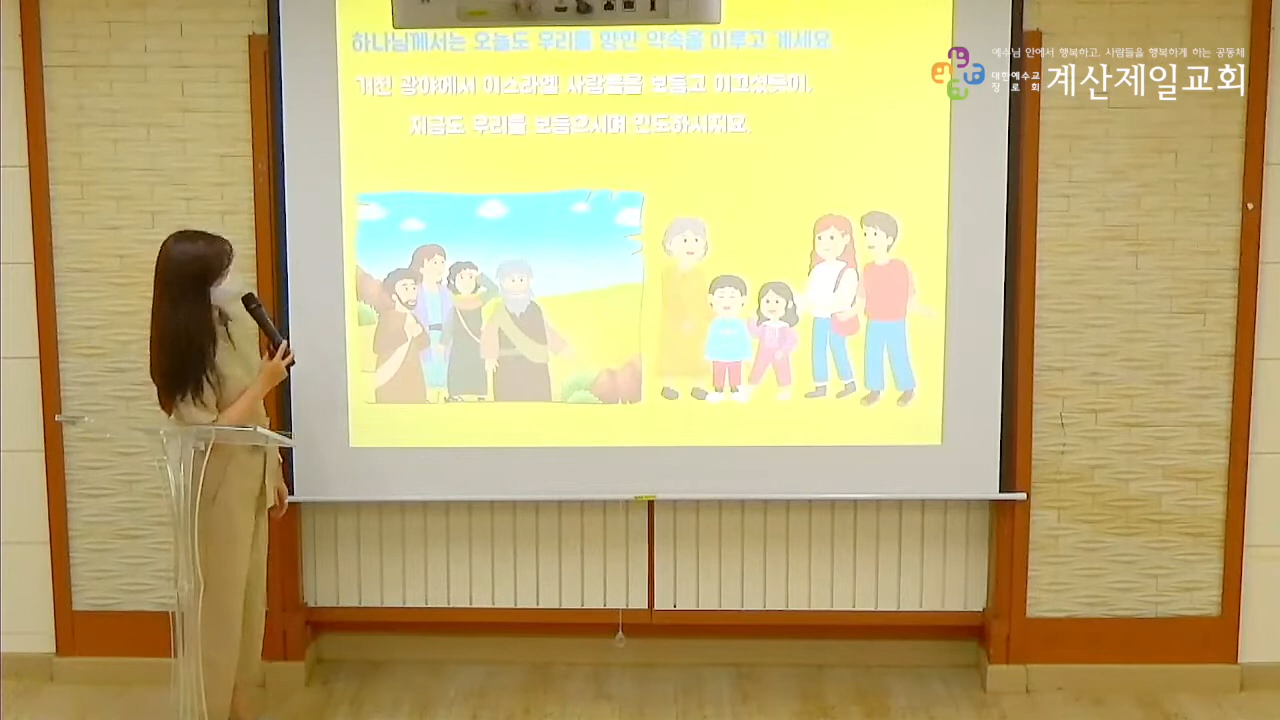 하나님께서는 오늘도 우리를 향한 약속을 이루고 계세요
거친 광야에서 이스라엘 사람들을 보듬고 이끄셨듯이,
지금도 우리를 보듬으시며 인도하시지요.
예수님 안에서 행복하고, 사람들을 행복하게 하는 공동체
대한예수교
장로회
계산제일교회